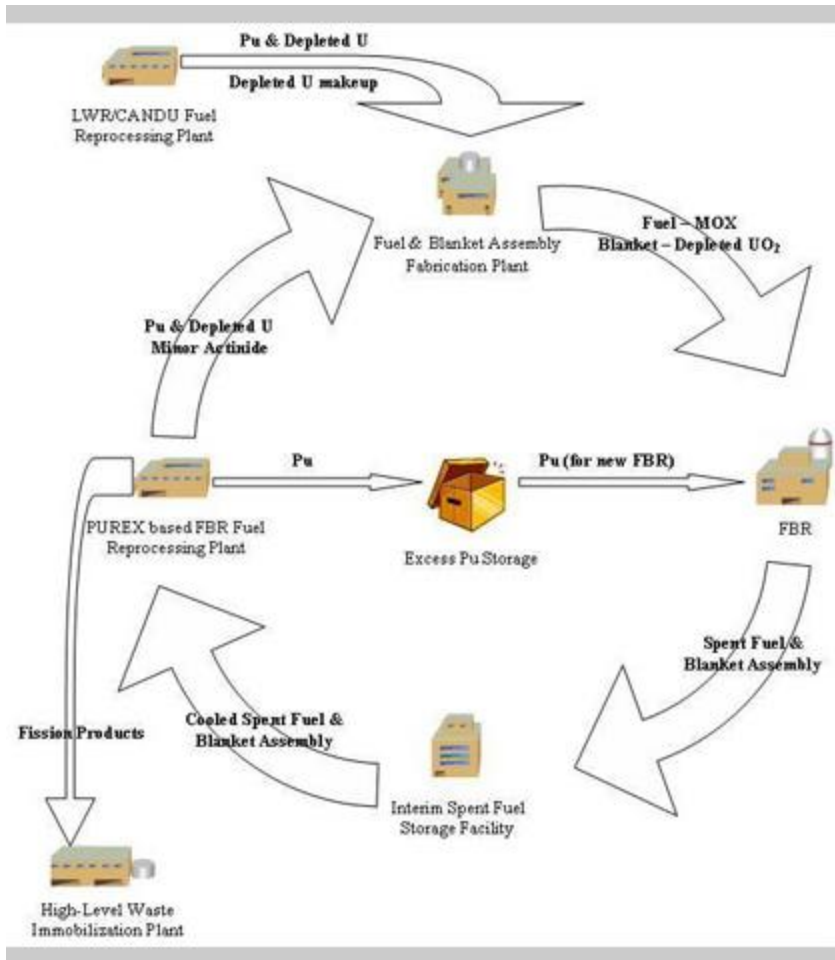 Pu & Depleted U
Depleted U makeup
LWR/CANDU Fuel
Reprocessing Plant
Fuel & Blanket Assembly
Fabrication Plant
Fuel – MOX
Blanket – Depleted UO₂
Pu & Depleted U
Minor Actinide
Pu
Pu (for new FBR)
PUREX based FBR Fuel
Reprocessing Plant
Excess Pu Storage
FBR
Spent Fuel &
Blanket Assembly
Cooled Spent Fuel &
Blanket Assembly
Fission Products
Interim Spent Fuel
Storage Facility
High-Level Waste
Immobilization Plant